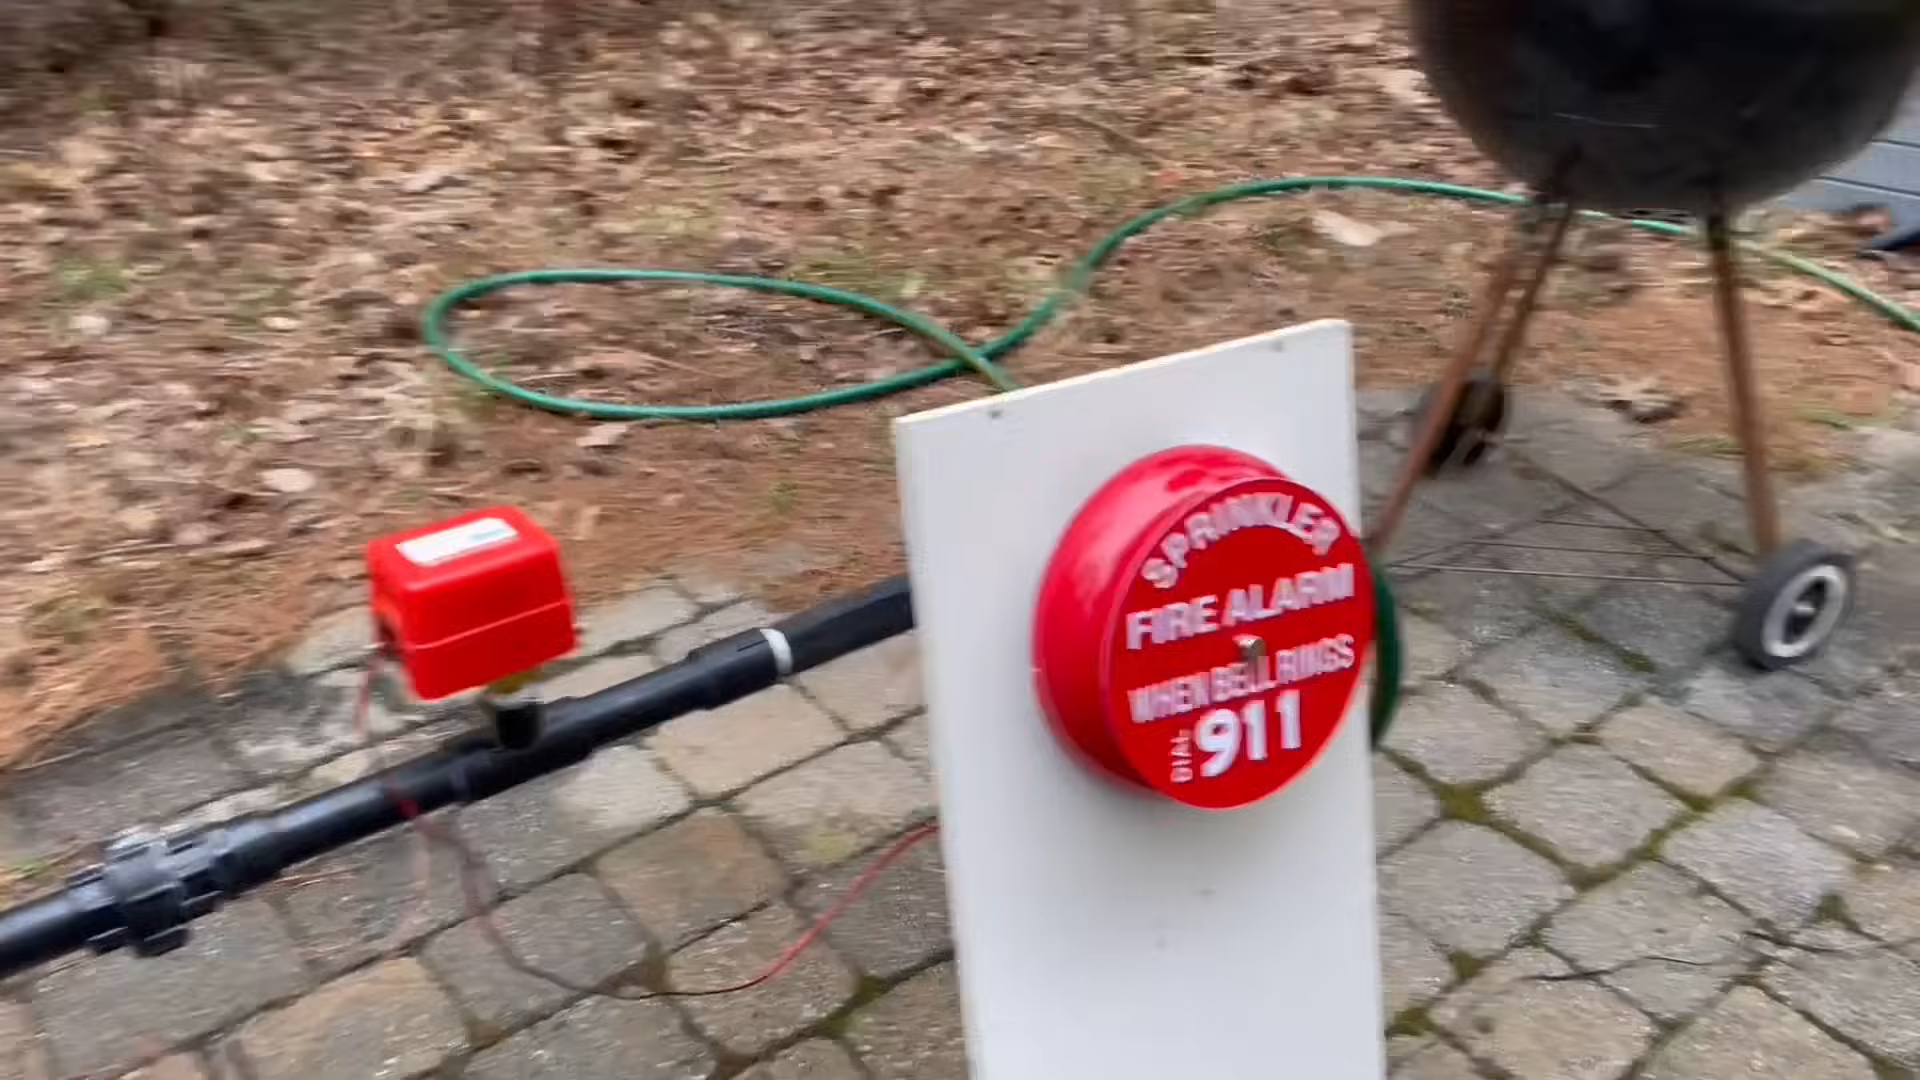 SPRINKLER
FIRE ALARM
WHEN BELL RINGS
DIAL 911